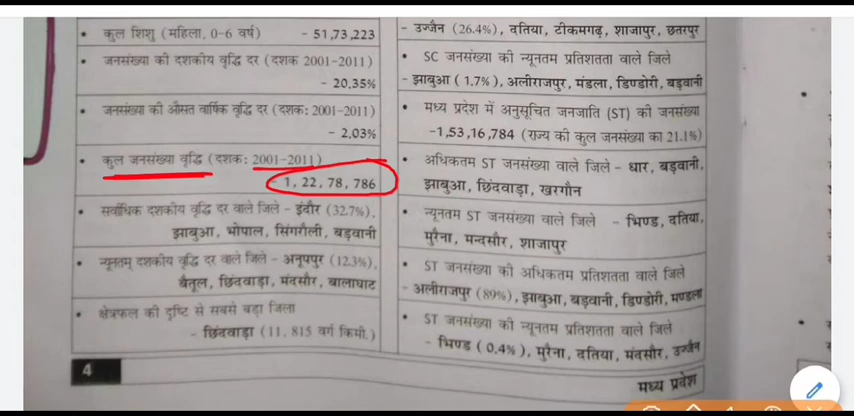 • कुल शिशु (महिला, 0-6 वर्ष) - 51,73,223
• जनसंख्या की दशकीय वृद्धि दर (दशक 2001-2011)
- 20.35%
• जनसंख्या की औसत वार्षिक वृद्धि दर (दशक: 2001-2011)
- 2.03%
• कुल जनसंख्या वृद्धि (दशक: 2001-2011)
- 1, 22, 78, 786
• सर्वाधिक दशकीय वृद्धि दर वाले जिले - इंदौर (32.7%),
झाबुआ, भोपाल, सिंगरौली, बड़वानी
• न्यूनतम् दशकीय वृद्धि दर वाले जिले - अनूपपुर (12.3%),
बैतूल, छिंदवाड़ा, मंदसौर, बालाघाट
• क्षेत्रफल की दृष्टि से सबसे बड़ा जिला
- छिंदवाड़ा (11, 815 वर्ग किमी.)
- उज्जैन (26.4%), दतिया, टीकमगढ़, शाजापुर, छतरपुर
• SC जनसंख्या की न्यूनतम प्रतिशतता वाले जिले
- झाबुआ (1.7%), अलीराजपुर, मंडला, डिण्डोरी, बड़वानी
• मध्य प्रदेश में अनुसूचित जनजाति (ST) की जनसंख्या
-1,53,16,784 (राज्य की कुल जनसंख्या का 21.1%)
• अधिकतम ST जनसंख्या वाले जिले - धार, बड़वानी,
झाबुआ, छिंदवाड़ा, खरगौन
• न्यूनतम ST जनसंख्या वाले जिले - भिण्ड, दतिया,
मुरैना, मन्दसौर, शाजापुर
• ST जनसंख्या की अधिकतम प्रतिशतता वाले जिले
- अलीराजपुर (89%), झाबुआ, बड़वानी, डिण्डोरी, मण्डला
• ST जनसंख्या की न्यूनतम प्रतिशतता वाले जिले
- भिण्ड (0.4%), मुरैना, दतिया, मंदसौर, उज्जैन
4
मध्य प्रदेश